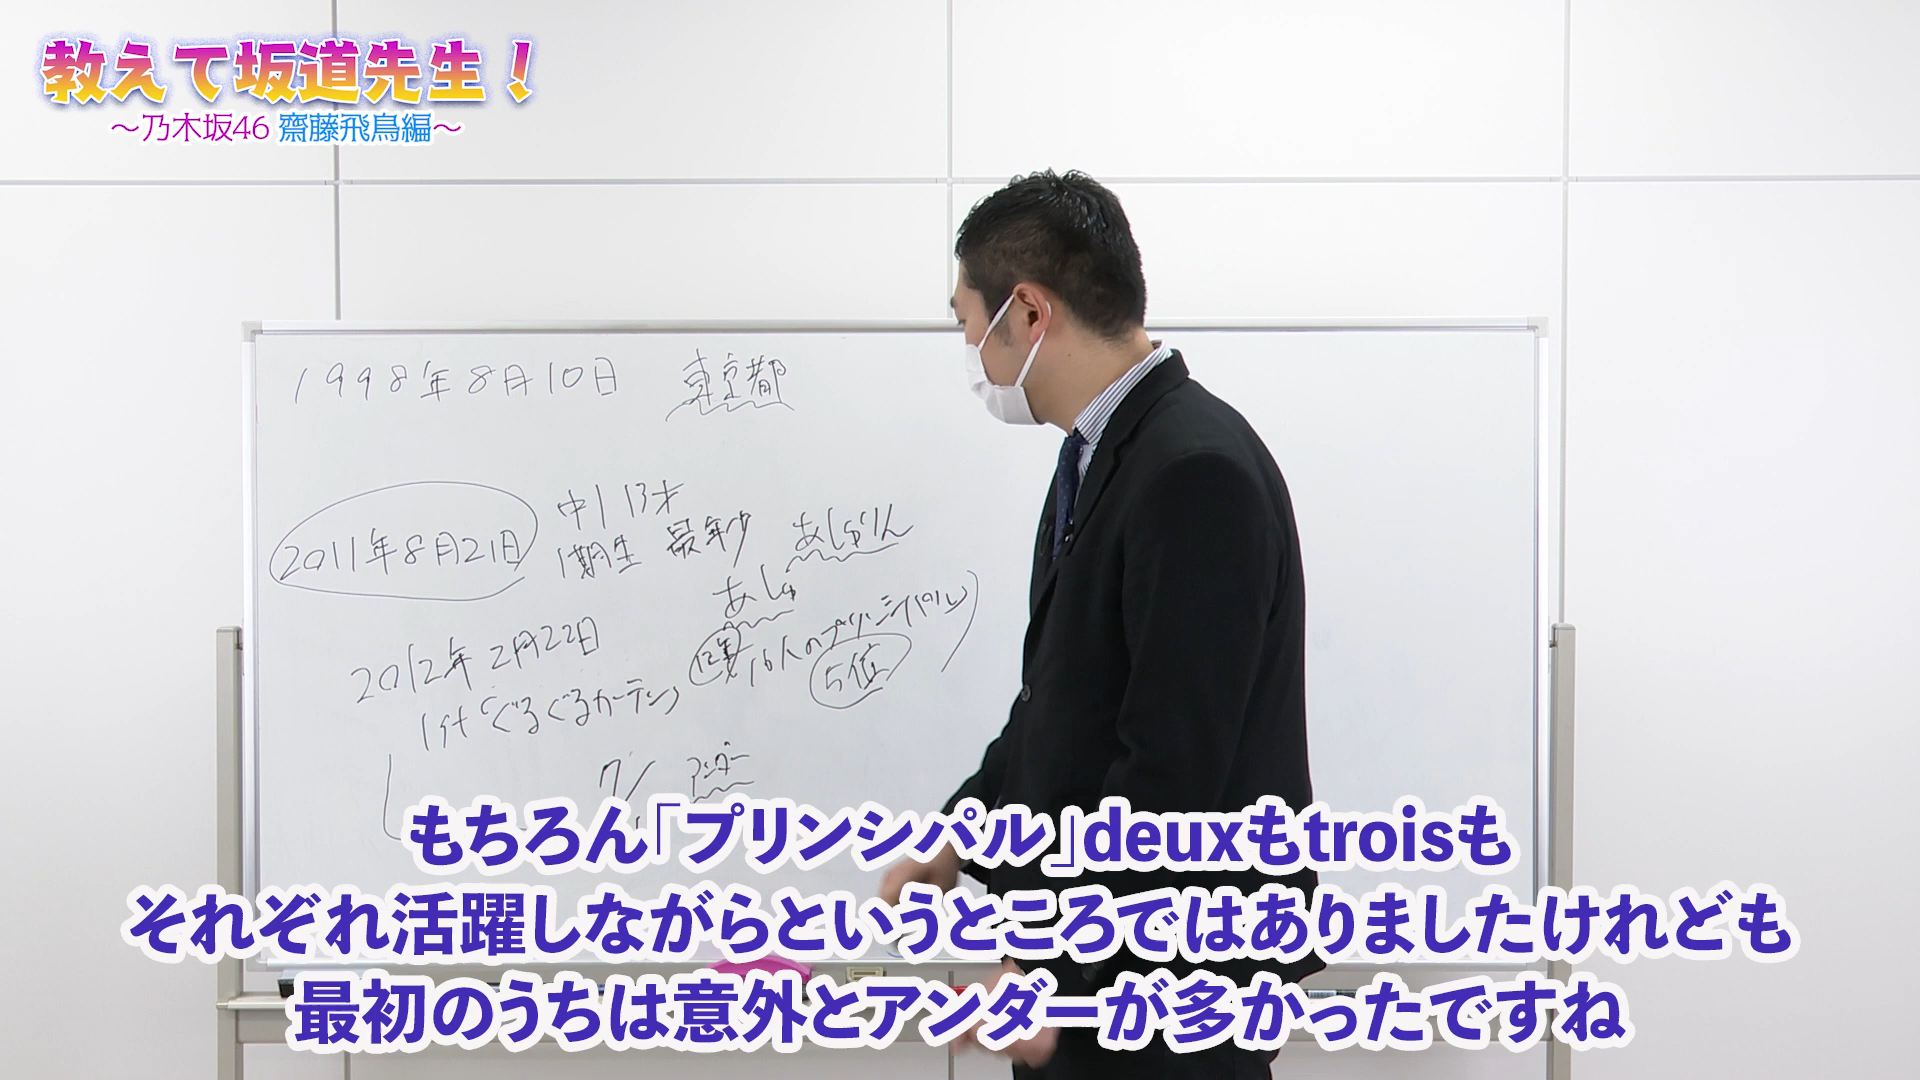 教えて坂道先生！
～乃木坂46 齋藤飛鳥編～
1998年8月10日 東京都
2011年8月21日
中1 13才
1期生 最年少
あしゅりん
あしゅ
2012年2月22日
16人のプリンシパル
5位
1st ぐるぐるカーテン
アンダー
もちろん「プリンシパル」deuxもtroisも
それぞれ活躍しながらというところではありましたけれども
最初のうちは意外とアンダーが多かったですね